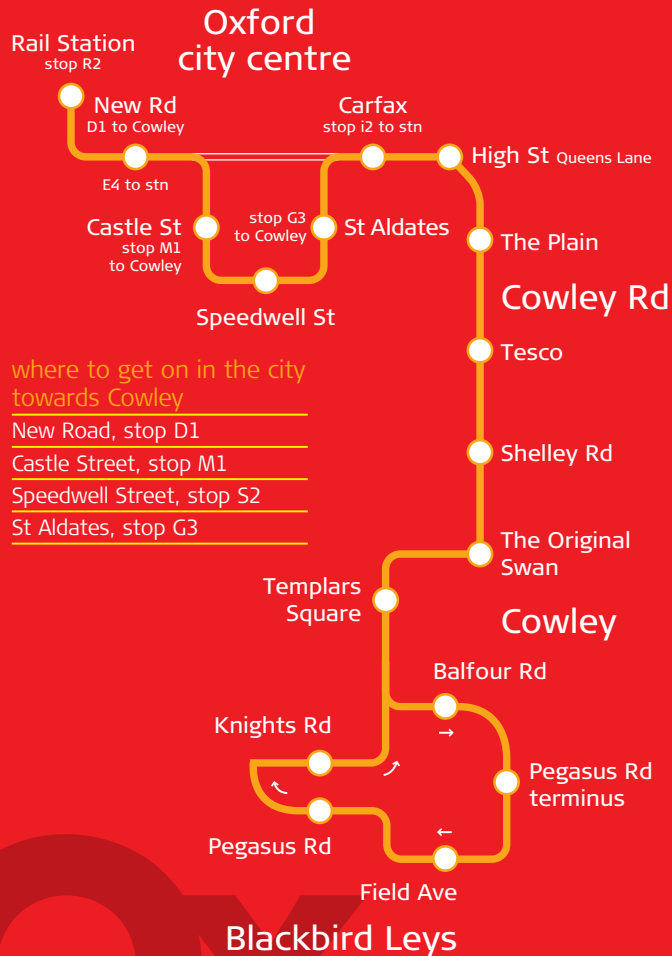 Oxford
city centre
Rail Station
stop R2
New Rd
D1 to Cowley
E4 to stn
Carfax
stop i2 to stn
High St Queens Lane
Castle St
stop M1
to Cowley
stop G3
to Cowley
St Aldates
Speedwell St
The Plain
Cowley Rd
Tesco
where to get on in the city
towards Cowley
New Road, stop D1
Castle Street, stop M1
Speedwell Street, stop S2
St Aldates, stop G3
Shelley Rd
The Original
Swan
Templars
Square
Cowley
Balfour Rd
Knights Rd
Pegasus Rd
terminus
Pegasus Rd
Field Ave
Blackbird Leys
ox